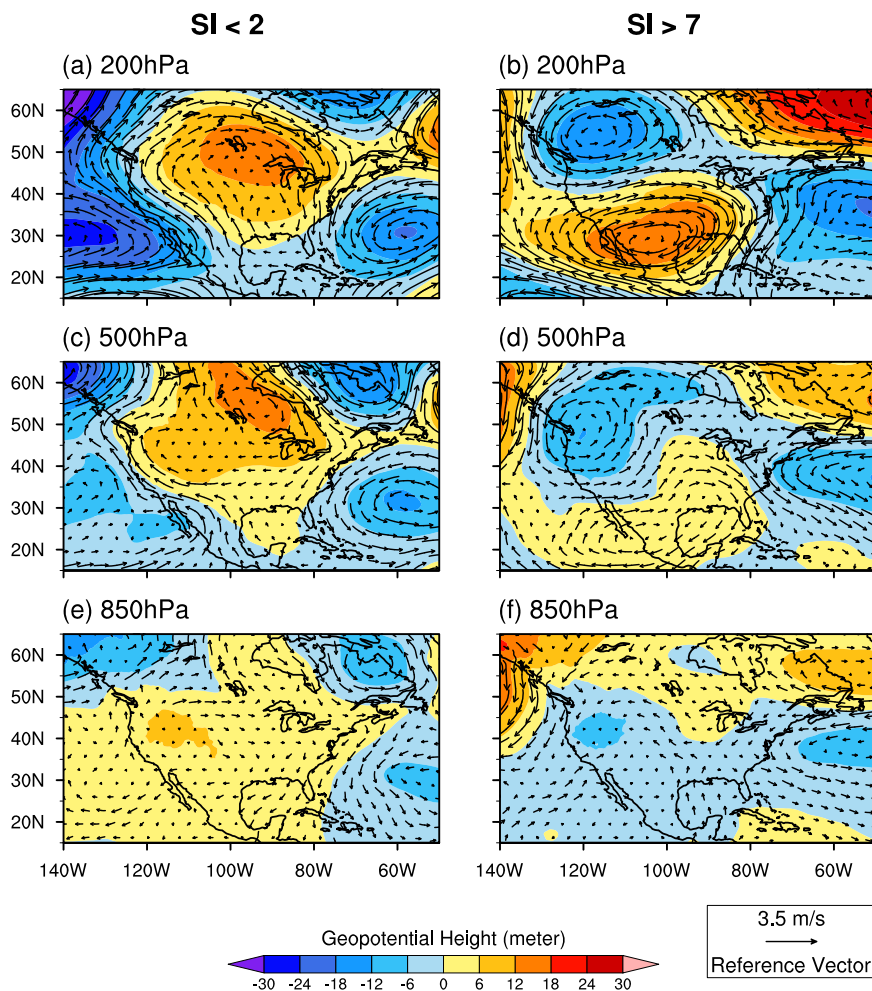 SI < 2
SI > 7
(a) 200hPa
(b) 200hPa
60N
50N
40N
30N
20N
(c) 500hPa
(d) 500hPa
60N
50N
40N
30N
20N
(e) 850hPa
(f) 850hPa
60N
50N
40N
30N
20N
140W 120W 100W 80W 60W
140W 120W 100W 80W 60W
Geopotential Height (meter)
-30 -24 -18 -12 -6 0 6 12 18 24 30
3.5 m/s
Reference Vector